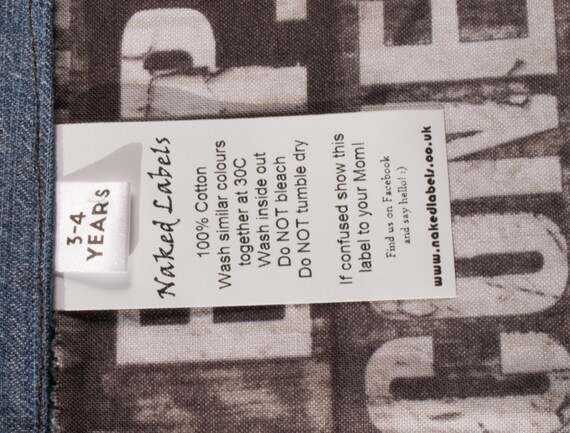 3-4
YEARS
Naked Labels
100% Cotton
Wash similar colours
together at 30C
Wash inside out
Do NOT bleach
Do NOT tumble dry
If confused show this
label to your Mom!
Find us on Facebook
and say hello! :)
www.nakedlabels.co.uk